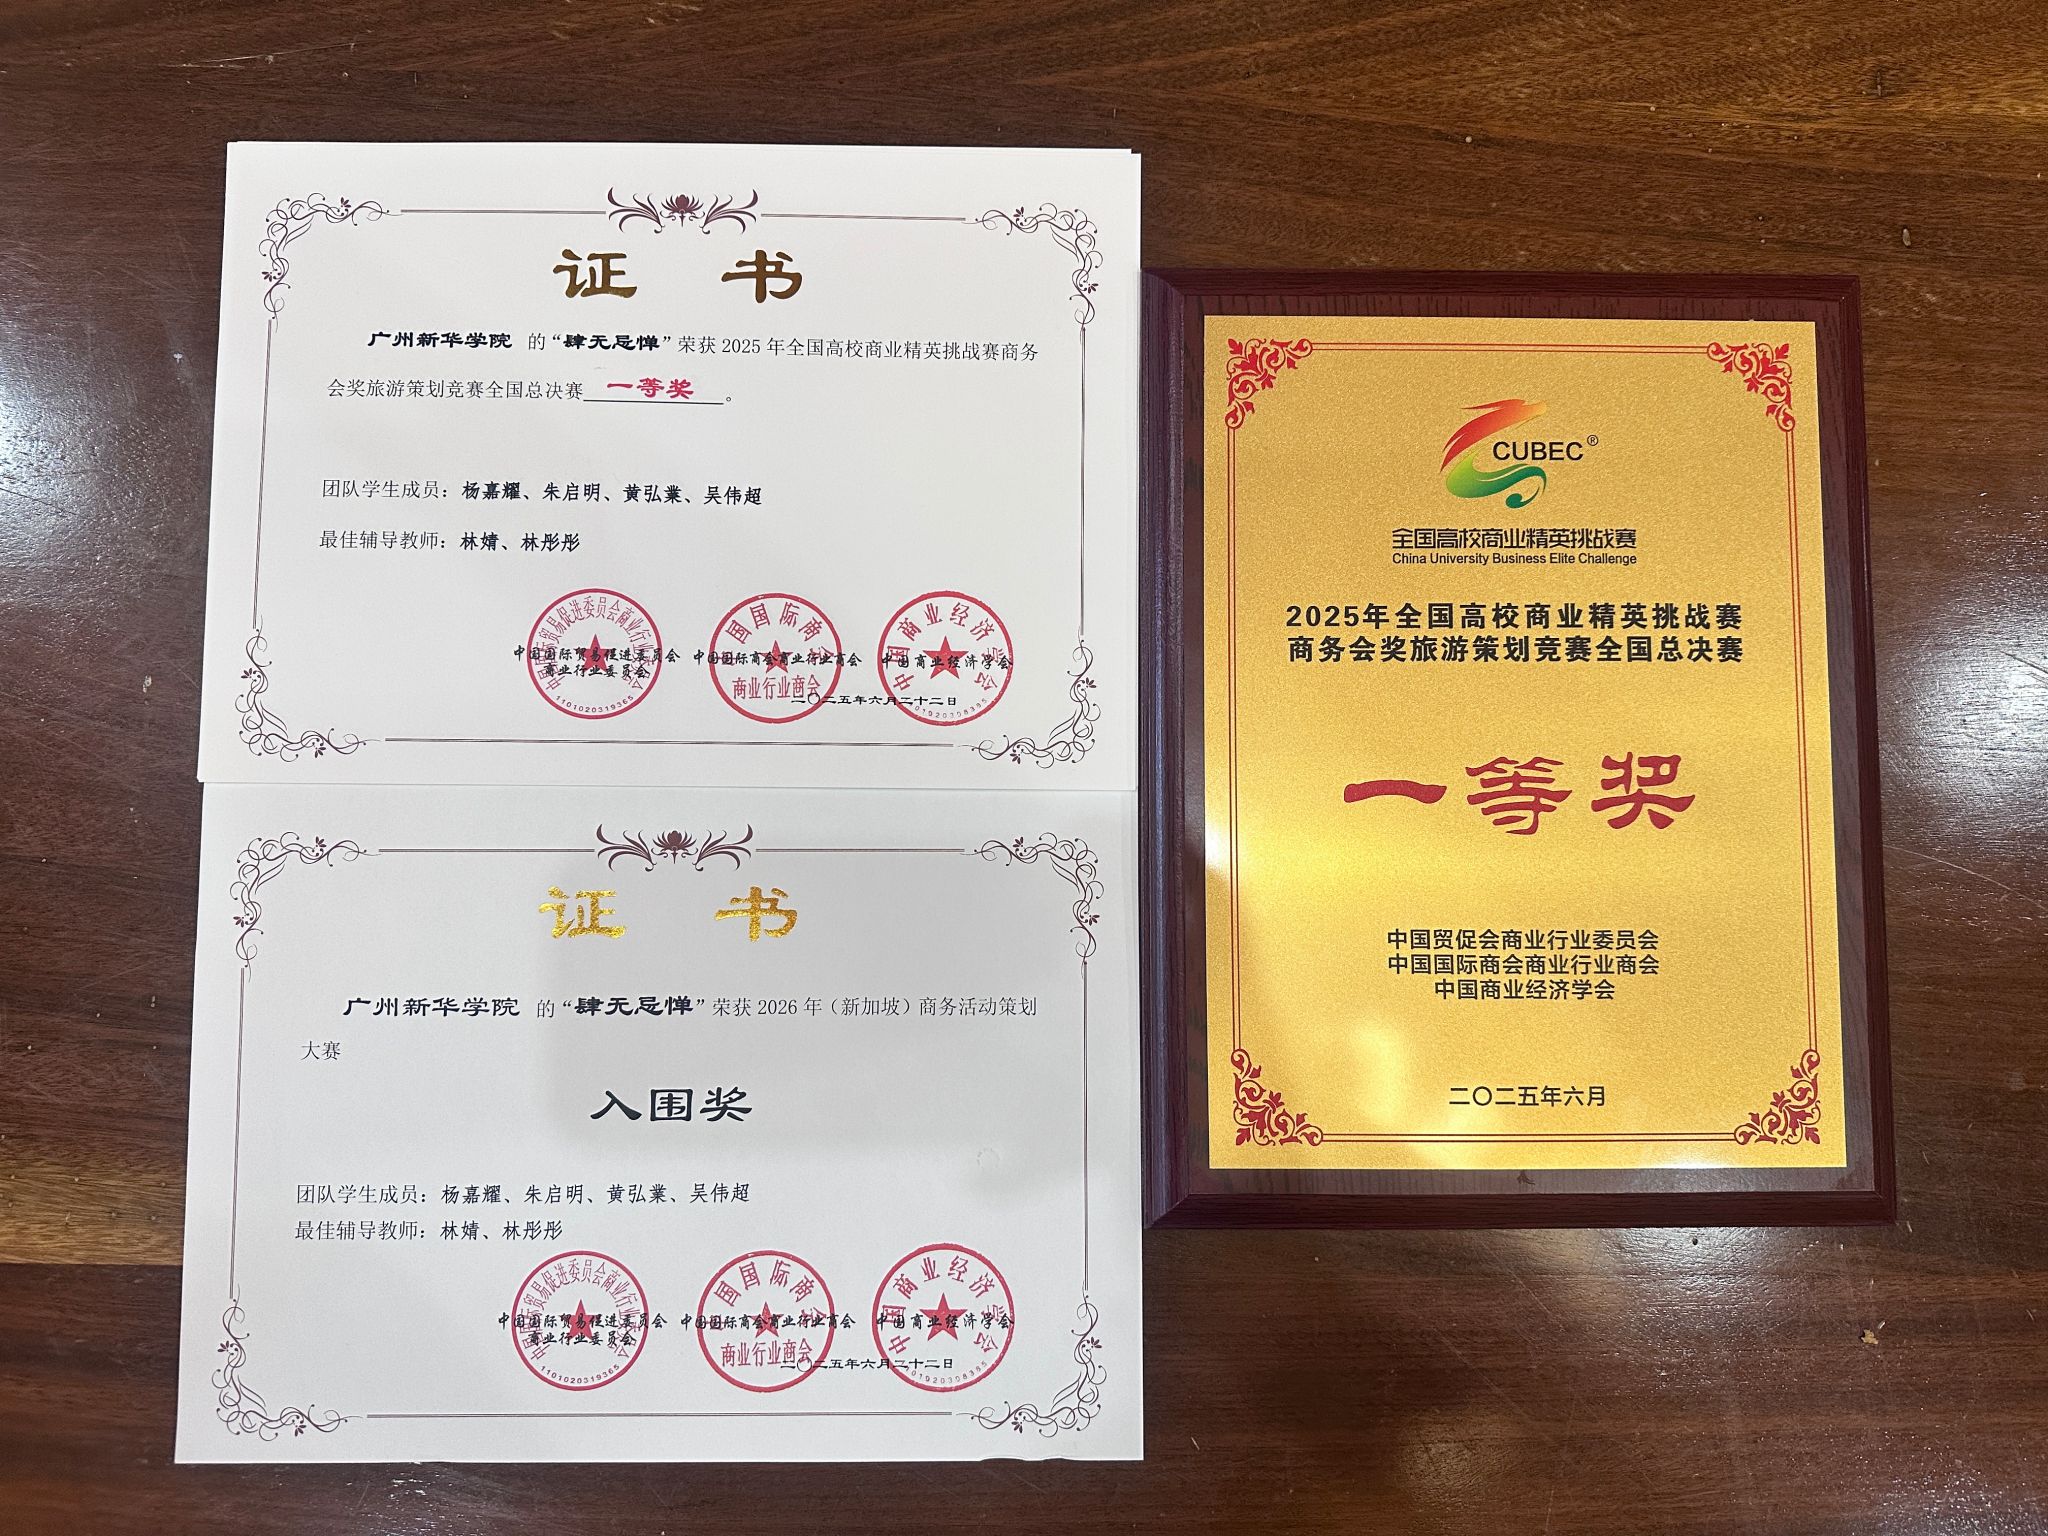 证 书
广州新华学院 的“肆无忌惮”荣获 2025 年全国高校商业精英挑战赛商务
会奖旅游策划竞赛全国总决赛 一等奖 。
团队学生成员：杨嘉耀、朱启明、黄弘業、吴伟超
最佳辅导教师：林婧、林彤彤
中国国际贸易促进委员会 中国国际商会商业行业商会 中国商业经济学会
商业行业委员会
商业行业商会
二〇二五年六月二十二日
1101020319365
证 书
广州新华学院 的“肆无忌惮”荣获 2026 年（新加坡）商务活动策划
大赛
入围奖
团队学生成员：杨嘉耀、朱启明、黄弘業、吴伟超
最佳辅导教师：林婧、林彤彤
中国国际贸易促进委员会 中国国际商会商业行业商会 中国商业经济学会
商业行业委员会
商业行业商会
二〇二五年六月二十二日
1101020319365
CUBEC®
全国高校商业精英挑战赛
China University Business Elite Challenge
2025年全国高校商业精英挑战赛
商务会奖旅游策划竞赛全国总决赛
一等奖
中国贸促会商业行业委员会
中国国际商会商业行业商会
中国商业经济学会
二〇二五年六月